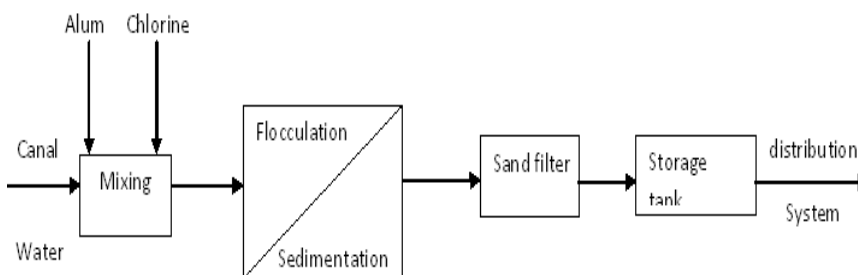 Alum
Chlorine
Canal
Water
Mixing
Flocculation
Sedimentation
Sand filter
Storage
tank
distribution
System